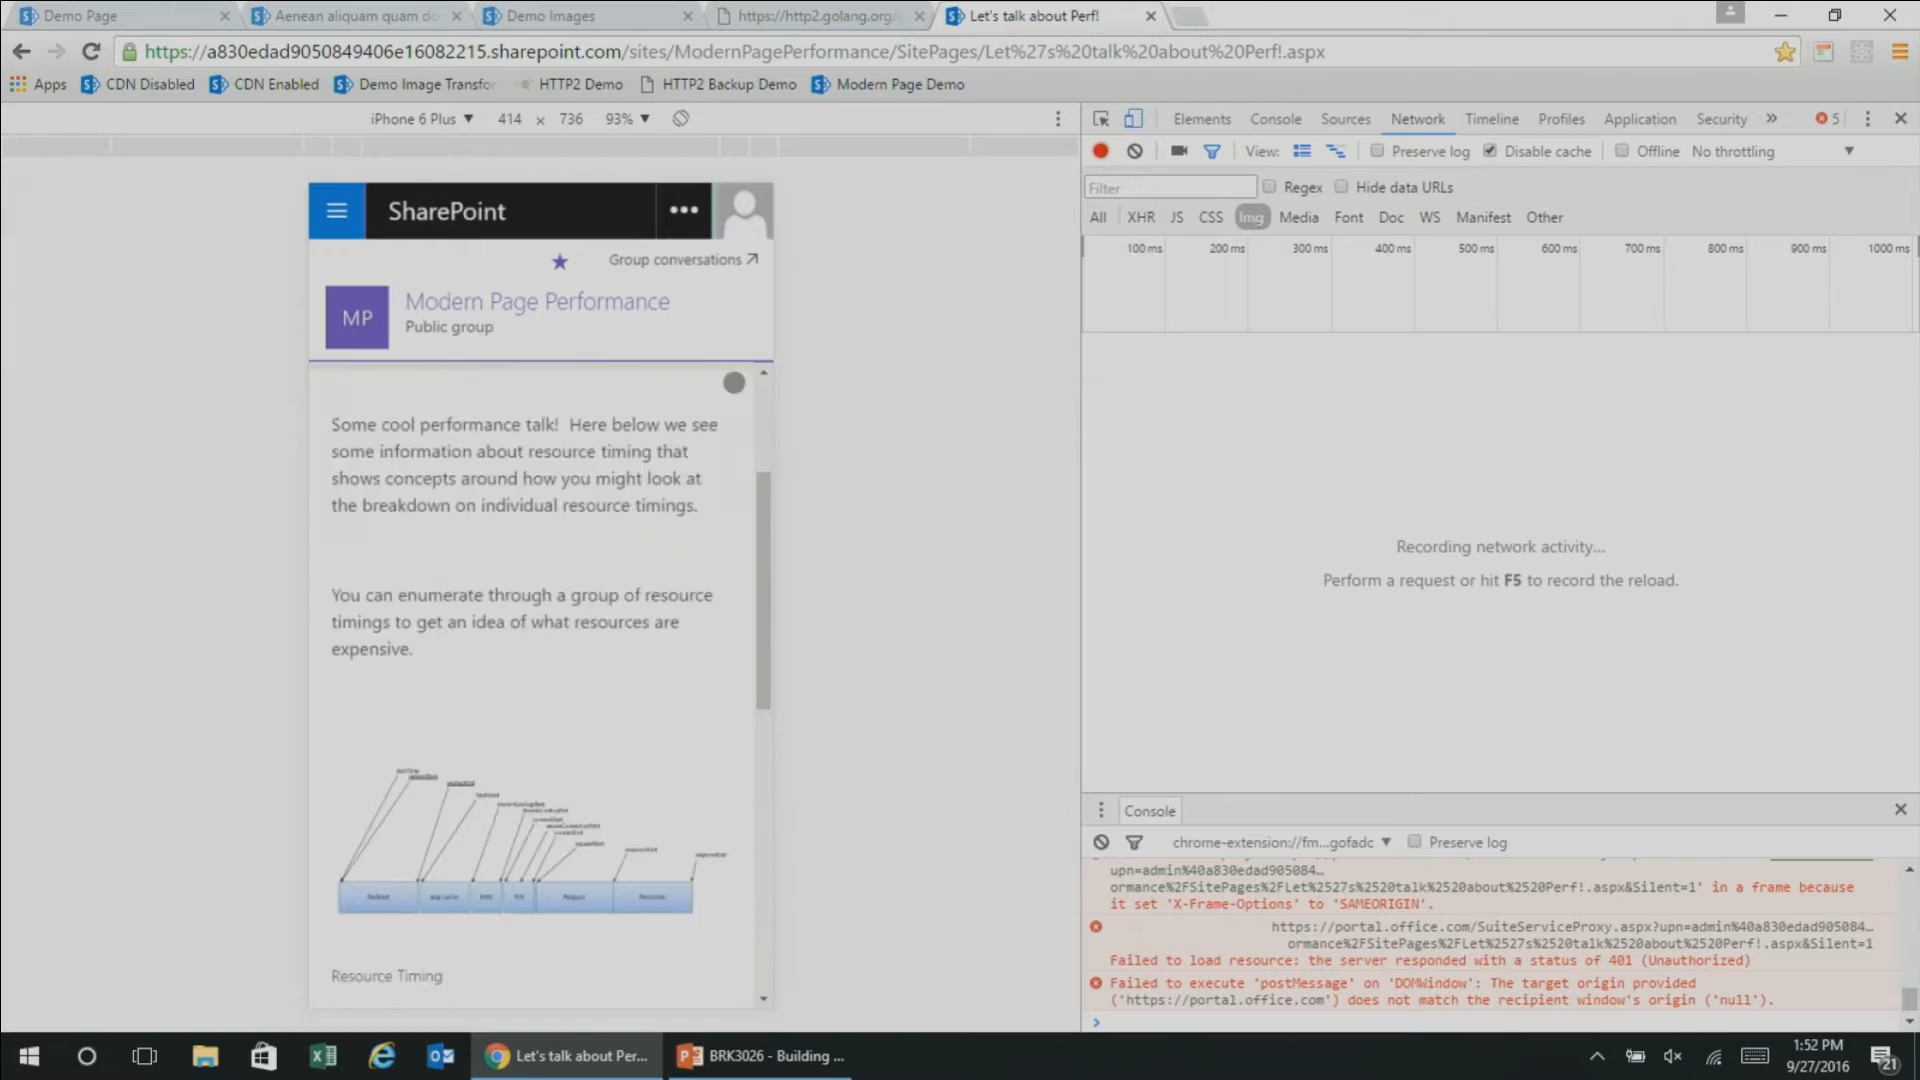 Demo Page
Aenean aliquam quam do
Demo Images
https://http2.golang.org/
Let's talk about Perf!
https://a830edad9050849406e16082215.sharepoint.com/sites/ModernPagePerformance/SitePages/Let%27s%20talk%20about%20Perf!.aspx
Apps
CDN Disabled
CDN Enabled
Demo Image Transfor
HTTP2 Demo
HTTP2 Backup Demo
Modern Page Demo
iPhone 6 Plus ▼ 414 x 736 93% ▼
Elements Console Sources Network Timeline Profiles Application Security » 5
View: Preserve log Disable cache Offline No throttling ▼
Filter Regex Hide data URLs
All XHR JS CSS Img Media Font Doc WS Manifest Other
100 ms 200 ms 300 ms 400 ms 500 ms 600 ms 700 ms 800 ms 900 ms 1000 ms
SharePoint
Group conversations
MP
Modern Page Performance
Public group
Some cool performance talk! Here below we see
some information about resource timing that
shows concepts around how you might look at
the breakdown on individual resource timings.
You can enumerate through a group of resource
timings to get an idea of what resources are
expensive.
Resource Timing
Recording network activity...
Perform a request or hit F5 to record the reload.
Console
chrome-extension://fm...gofadc ▼ Preserve log
upn=admin%40a830edad905084…
ormance%2FSitePages%2FLet%2527s%2520talk%2520about%2520Perf!.aspx&Silent=1' in a frame because
it set 'X-Frame-Options' to 'SAMEORIGIN'.
https://portal.office.com/SuiteServiceProxy.aspx?upn=admin%40a830edad905084…
ormance%2FSitePages%2FLet%2527s%2520talk%2520about%2520Perf!.aspx&Silent=1
Failed to load resource: the server responded with a status of 401 (Unauthorized)
Failed to execute 'postMessage' on 'DOMWindow': The target origin provided
('https://portal.office.com') does not match the recipient window's origin ('null').
Let's talk about Per...
BRK3026 - Building ...
1:52 PM
9/27/2016
21